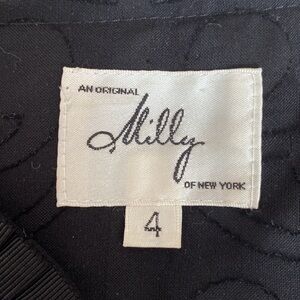 AN ORIGINAL
Milly
OF NEW YORK
4